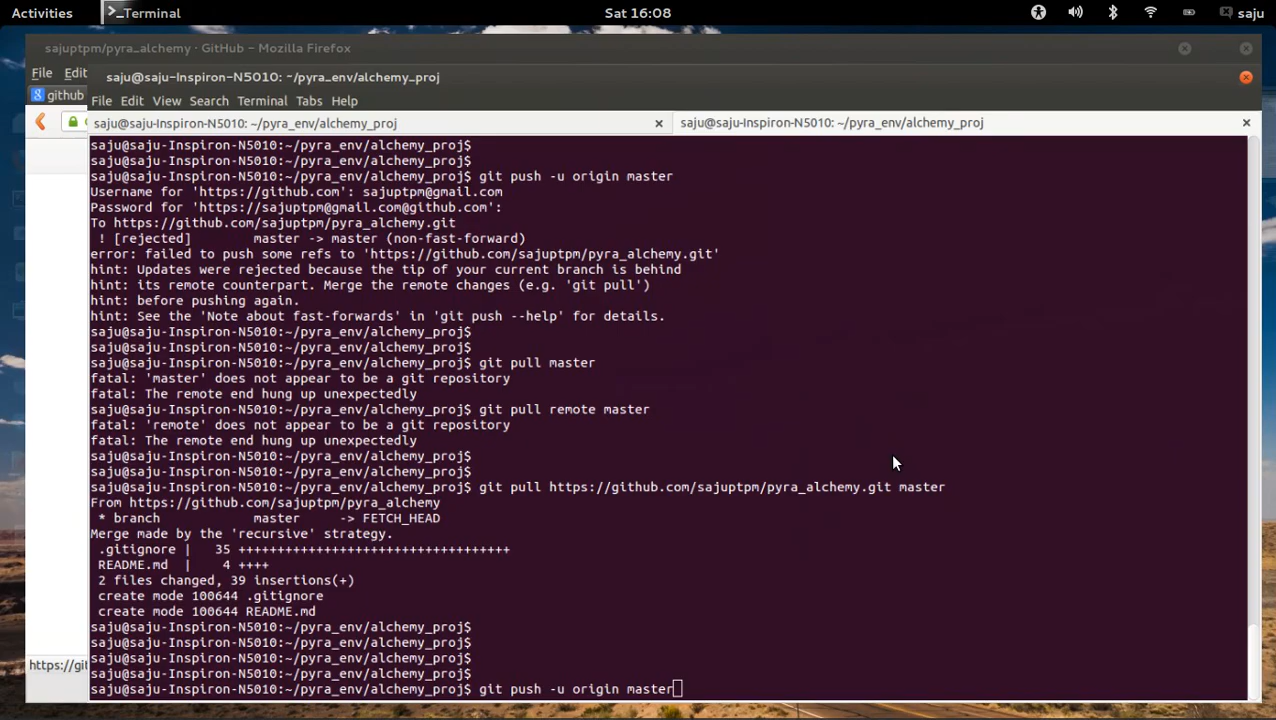 Activities
Terminal
Sat 16:08
saju
sajuptpm/pyra_alchemy · GitHub – Mozilla Firefox
File Edit
github
https://git
saju@saju-Inspiron-N5010: ~/pyra_env/alchemy_proj
File Edit View Search Terminal Tabs Help
saju@saju-Inspiron-N5010: ~/pyra_env/alchemy_proj
saju@saju-Inspiron-N5010: ~/pyra_env/alchemy_proj
saju@saju-Inspiron-N5010:~/pyra_env/alchemy_proj$
saju@saju-Inspiron-N5010:~/pyra_env/alchemy_proj$
saju@saju-Inspiron-N5010:~/pyra_env/alchemy_proj$ git push -u origin master
Username for 'https://github.com': sajuptpm@gmail.com
Password for 'https://sajuptpm@gmail.com@github.com':
To https://github.com/sajuptpm/pyra_alchemy.git
 ! [rejected]        master -> master (non-fast-forward)
error: failed to push some refs to 'https://github.com/sajuptpm/pyra_alchemy.git'
hint: Updates were rejected because the tip of your current branch is behind
hint: its remote counterpart. Merge the remote changes (e.g. 'git pull')
hint: before pushing again.
hint: See the 'Note about fast-forwards' in 'git push --help' for details.
saju@saju-Inspiron-N5010:~/pyra_env/alchemy_proj$
saju@saju-Inspiron-N5010:~/pyra_env/alchemy_proj$
saju@saju-Inspiron-N5010:~/pyra_env/alchemy_proj$ git pull master
fatal: 'master' does not appear to be a git repository
fatal: The remote end hung up unexpectedly
saju@saju-Inspiron-N5010:~/pyra_env/alchemy_proj$ git pull remote master
fatal: 'remote' does not appear to be a git repository
fatal: The remote end hung up unexpectedly
saju@saju-Inspiron-N5010:~/pyra_env/alchemy_proj$
saju@saju-Inspiron-N5010:~/pyra_env/alchemy_proj$
saju@saju-Inspiron-N5010:~/pyra_env/alchemy_proj$ git pull https://github.com/sajuptpm/pyra_alchemy.git master
From https://github.com/sajuptpm/pyra_alchemy
 * branch            master     -> FETCH_HEAD
Merge made by the 'recursive' strategy.
 .gitignore |   35 +++++++++++++++++++++++++++++++++++
 README.md  |    4 ++++
 2 files changed, 39 insertions(+)
 create mode 100644 .gitignore
 create mode 100644 README.md
saju@saju-Inspiron-N5010:~/pyra_env/alchemy_proj$
saju@saju-Inspiron-N5010:~/pyra_env/alchemy_proj$
saju@saju-Inspiron-N5010:~/pyra_env/alchemy_proj$
saju@saju-Inspiron-N5010:~/pyra_env/alchemy_proj$
saju@saju-Inspiron-N5010:~/pyra_env/alchemy_proj$ git push -u origin master